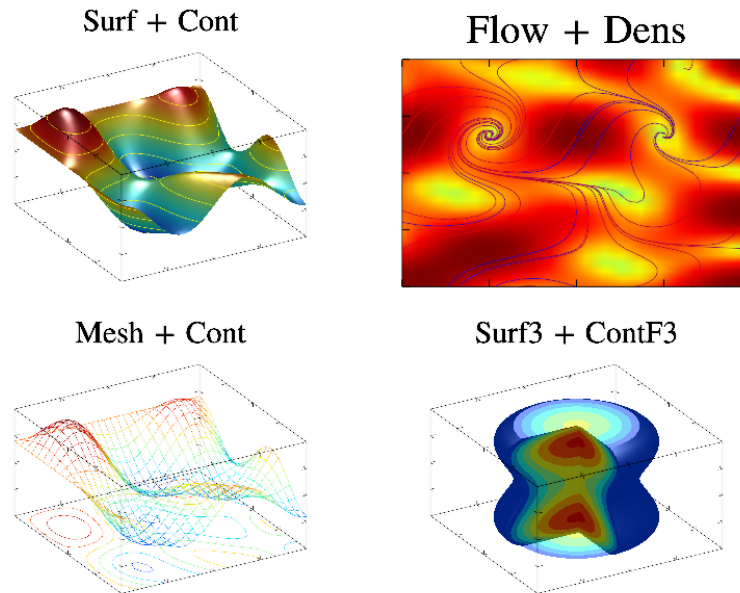 Surf + Cont
Flow + Dens
Mesh + Cont
Surf3 + ContF3